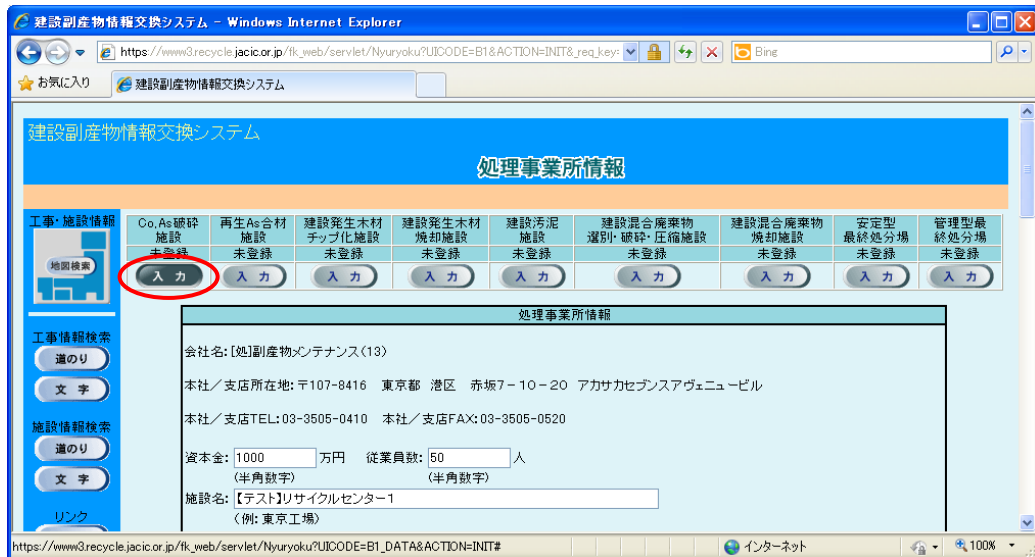 建設副産物情報交換システム - Windows Internet Explorer
https://www3.recycle.jacic.or.jp/fk_web/servlet/Nyuryoku?UICODE=B1&ACTION=INIT&_req_key=
Bing
お気に入り
建設副産物情報交換システム
建設副産物情報交換システム
処理事業所情報
工事・施設情報
地図検索
Co,As破砕施設 再生As合材施設 建設発生木材チップ化施設 建設発生木材焼却施設 建設汚泥施設 建設混合廃棄物選別・破砕・圧縮施設 建設混合廃棄物焼却施設 安定型最終処分場 管理型最終処分場
未登録 未登録 未登録 未登録 未登録 未登録 未登録 未登録 未登録
入力 入力 入力 入力 入力 入力 入力 入力 入力
工事情報検索
道のり
文字
施設情報検索
道のり
文字
リンク
処理事業所情報
会社名:[処]副産物メンテナンス(13)
本社/支店所在地:〒107-8416 東京都 港区 赤坂7-10-20 アカサカセブンスアヴェニュービル
本社/支店TEL:03-3505-0410 本社/支店FAX:03-3505-0520
資本金: 1000 万円 従業員数: 50 人
(半角数字) (半角数字)
施設名: 【テスト】リサイクルセンター1
(例:東京工場)
https://www3.recycle.jacic.or.jp/fk_web/servlet/Nyuryoku?UICODE=B1_DATA&ACTION=INIT#
インターネット
100%